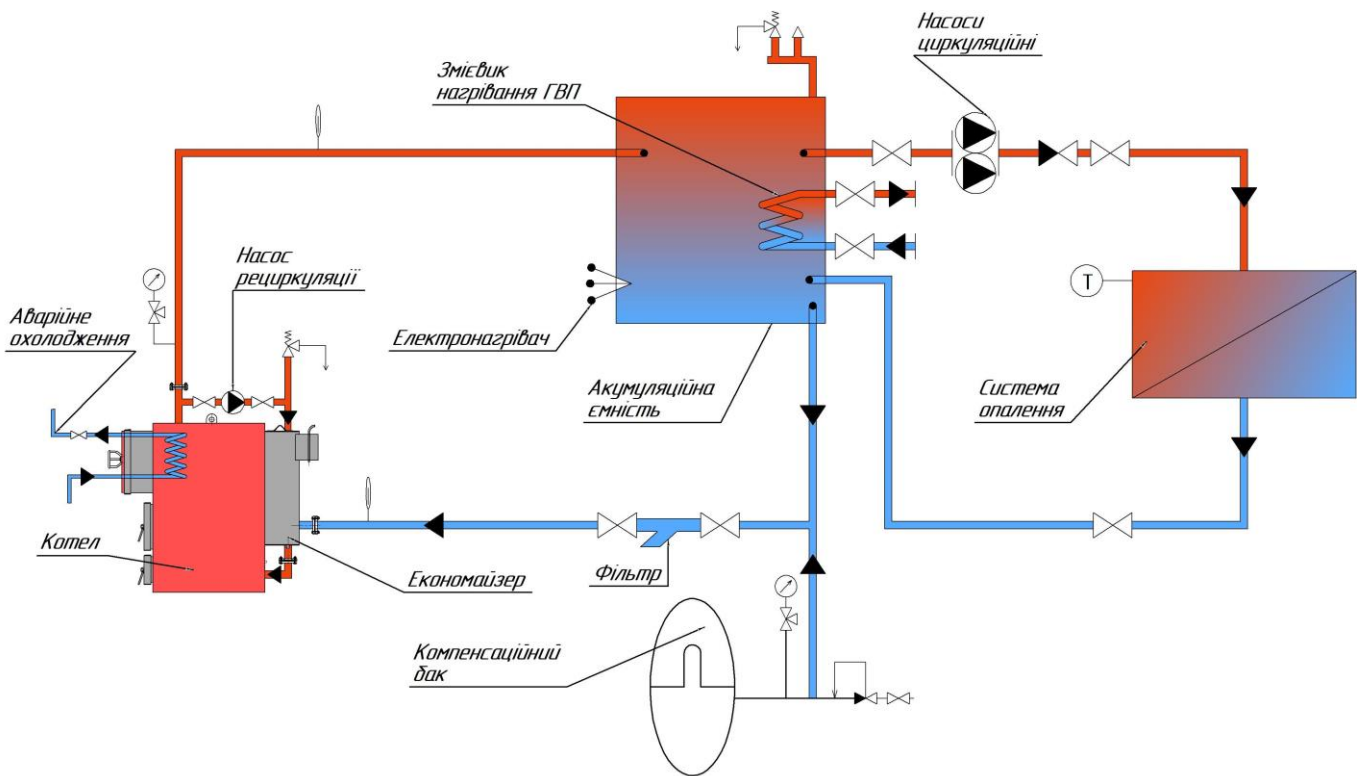 Насоси
циркуляційні
Змієвик
нагрівання ГВП
Насос
рециркуляції
Аварійне
охолодження
Електронагрівач
Т
Акумуляційна
ємність
Система
опалення
Котел
Економайзер
Фільтр
Компенсаційний
бак